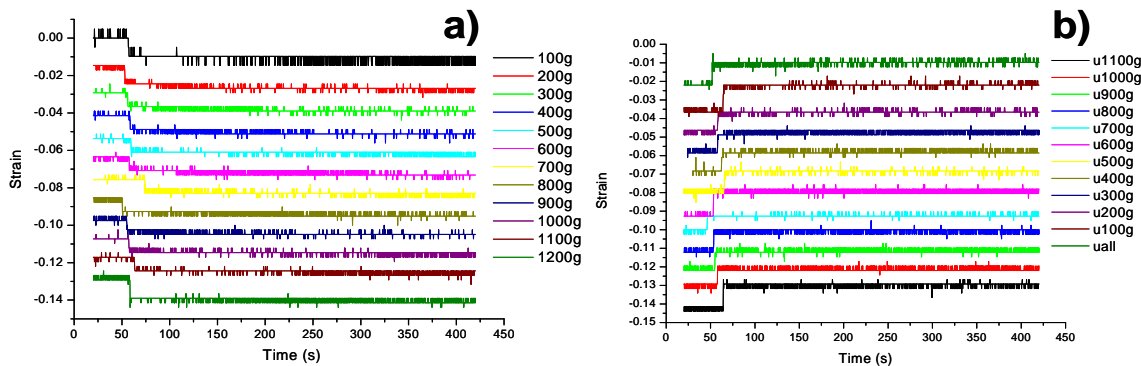 a)
0.00
-0.02
-0.04
-0.06
-0.08
-0.10
-0.12
-0.14
Strain
0
50
100
150
200
250
300
350
400
450
Time (s)
100g
200g
300g
400g
500g
600g
700g
800g
900g
1000g
1100g
1200g
b)
0.00
-0.01
-0.02
-0.03
-0.04
-0.05
-0.06
-0.07
-0.08
-0.09
-0.10
-0.11
-0.12
-0.13
-0.14
-0.15
Strain
0
50
100
150
200
250
300
350
400
450
Time (s)
u1100g
u1000g
u900g
u800g
u700g
u600g
u500g
u400g
u300g
u200g
u100g
uall